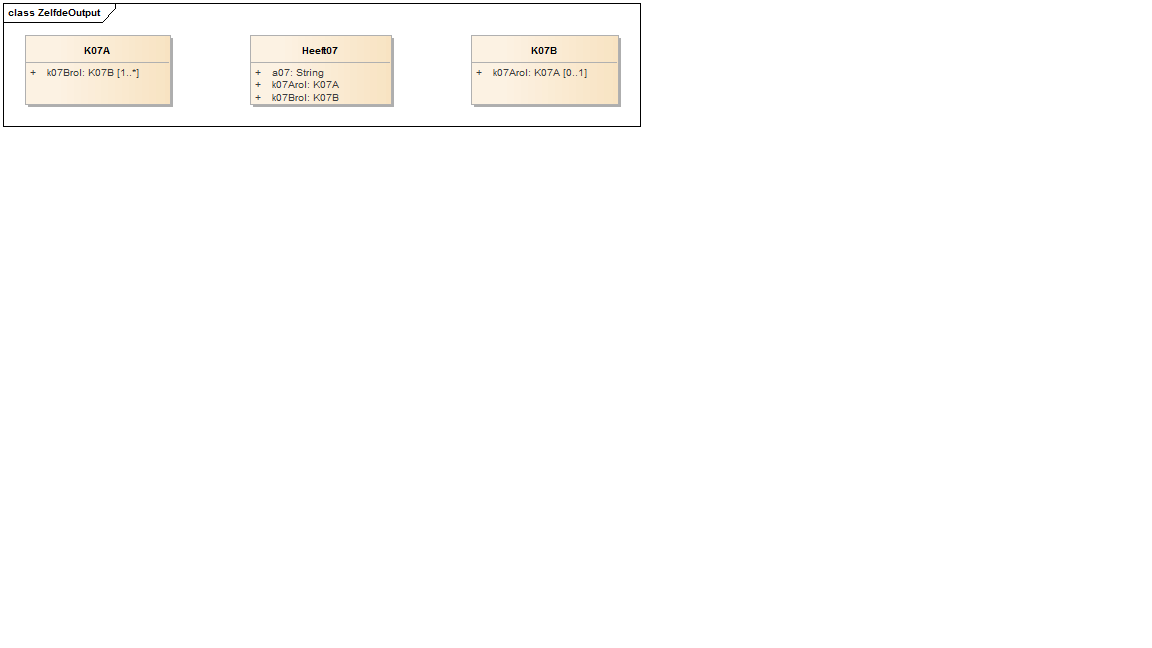 class ZelfdeOutput
K07A
+ k07Brol: K07B [1..*]
Heeft07
+ a07: String
+ k07Arol: K07A
+ k07Brol: K07B
K07B
+ k07Arol: K07A [0..1]